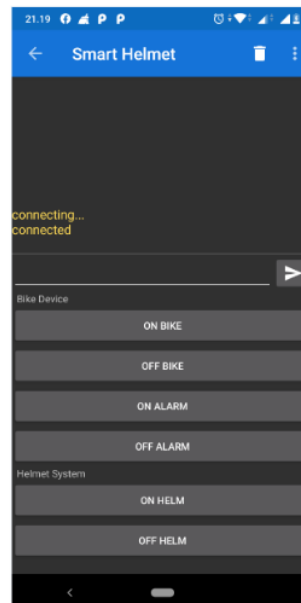 21.19
Smart Helmet
connecting...
connected
Bike Device
ON BIKE
OFF BIKE
ON ALARM
OFF ALARM
Helmet System
ON HELM
OFF HELM